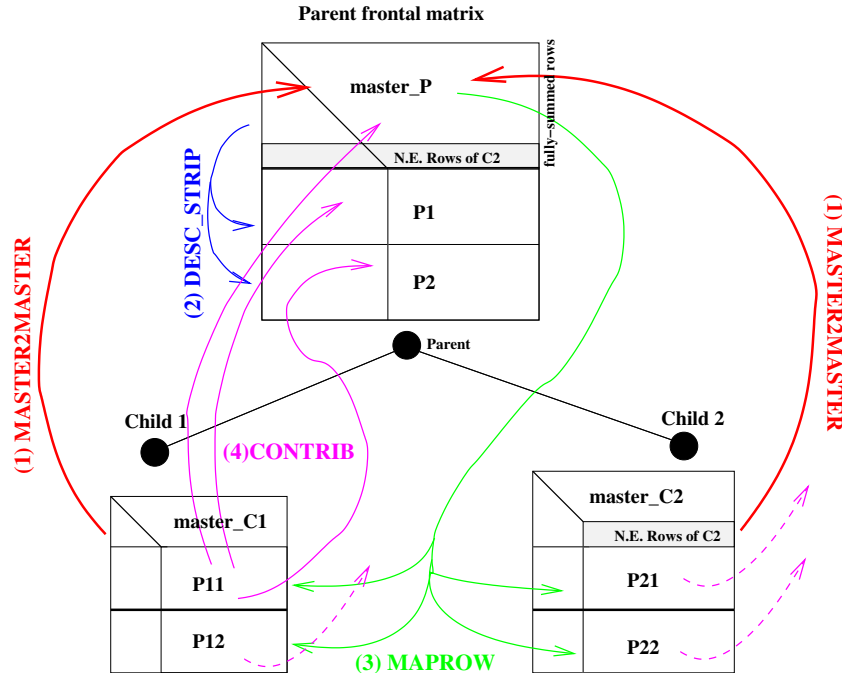 Parent frontal matrix
master_P
fully-summed rows
N.E. Rows of C2
P1
P2
(2) DESC_STRIP
(1) MASTER2MASTER
(1) MASTER2MASTER
Parent
Child 1
Child 2
(4)CONTRIB
master_C1
P11
P12
master_C2
N.E. Rows of C2
P21
P22
(3) MAPROW